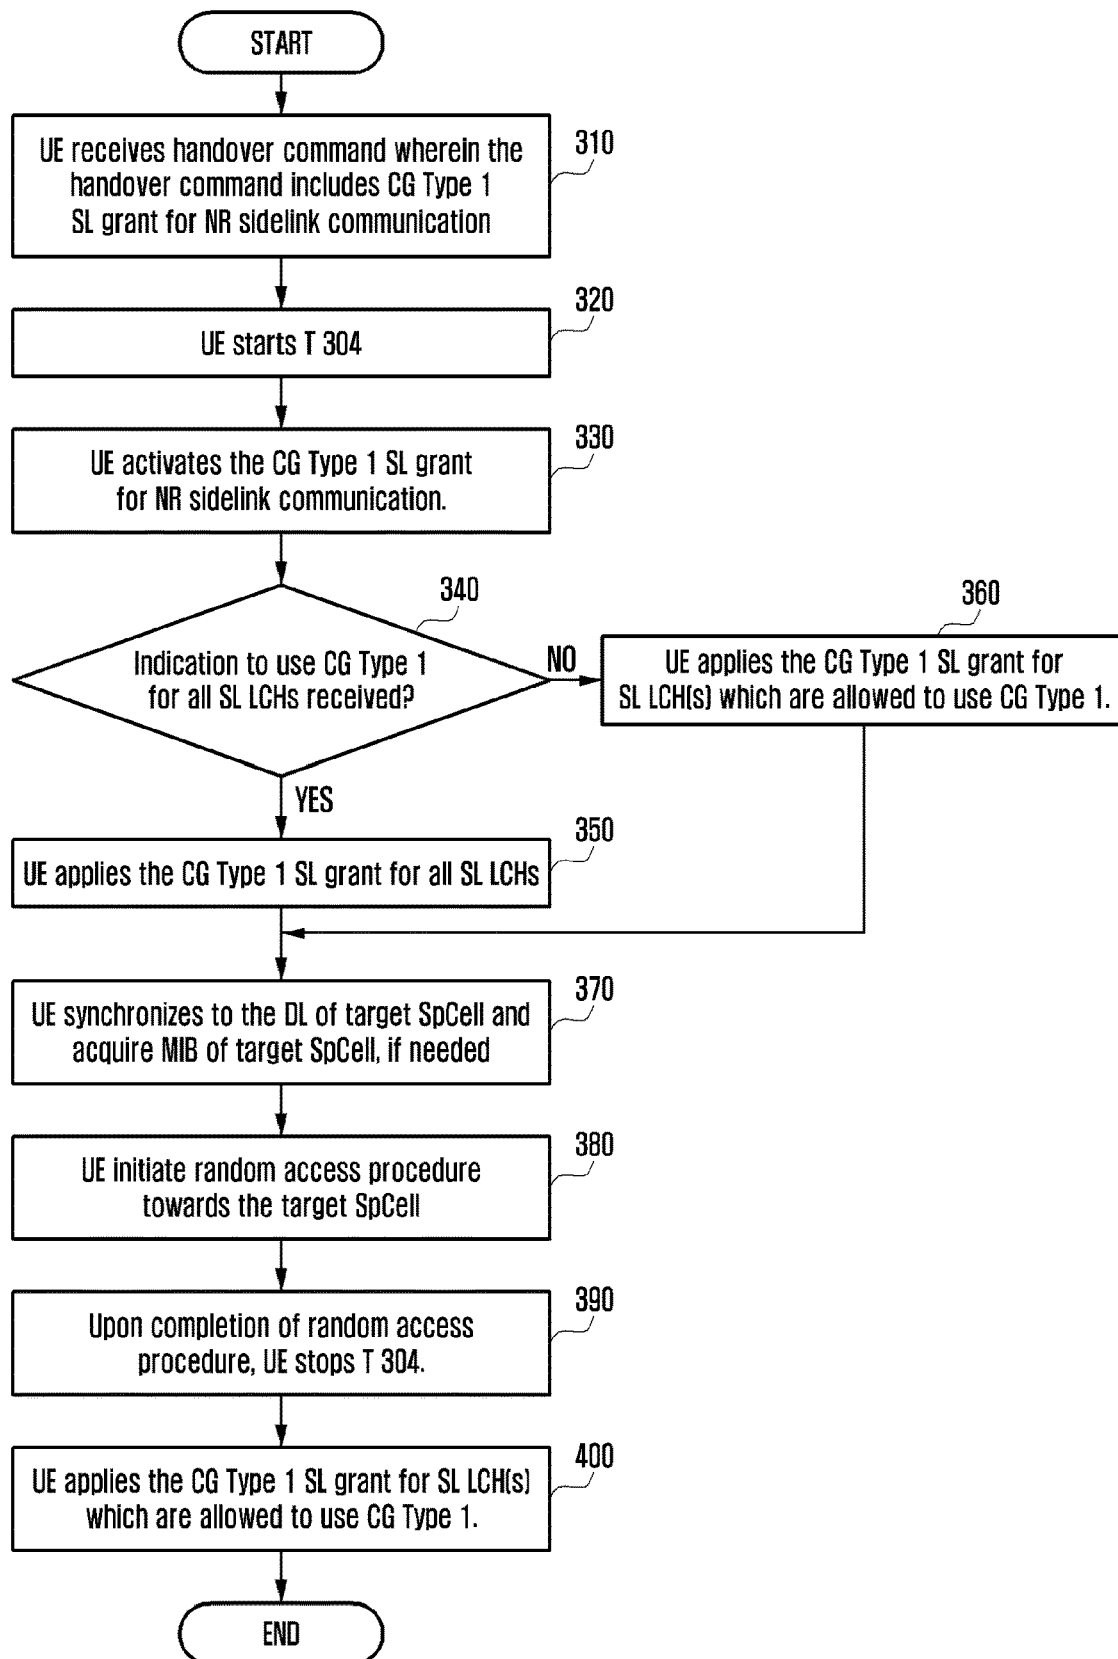 START
310
UE receives handover command wherein the
handover command includes CG Type 1
SL grant for NR sidelink communication
320
UE starts T 304
330
UE activates the CG Type 1 SL grant
for NR sidelink communication.
340
Indication to use CG Type 1
for all SL LCHs received?
NO
360
UE applies the CG Type 1 SL grant for
SL LCH(s) which are allowed to use CG Type 1.
YES
350
UE applies the CG Type 1 SL grant for all SL LCHs
370
UE synchronizes to the DL of target SpCell and
acquire MIB of target SpCell, if needed
380
UE initiate random access procedure
towards the target SpCell
390
Upon completion of random access
procedure, UE stops T 304.
400
UE applies the CG Type 1 SL grant for SL LCH(s)
which are allowed to use CG Type 1.
END